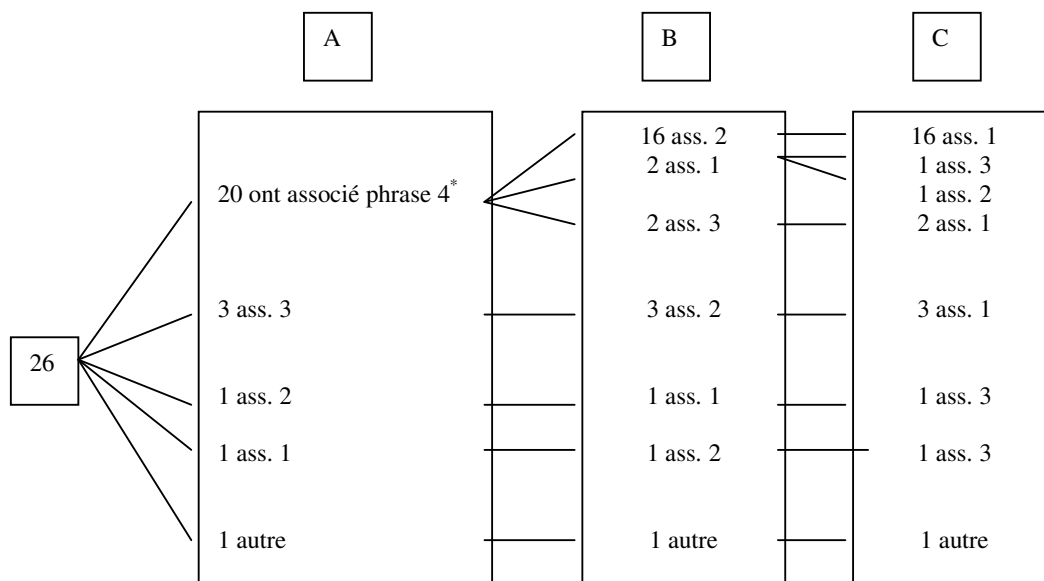 A B C
16 ass. 2 16 ass. 1
2 ass. 1 1 ass. 3
20 ont associé phrase 4* 1 ass. 2
2 ass. 3 2 ass. 1
3 ass. 3 3 ass. 2 3 ass. 1
26
1 ass. 2 1 ass. 1 1 ass. 3
1 ass. 1 1 ass. 2 1 ass. 3
1 autre 1 autre 1 autre